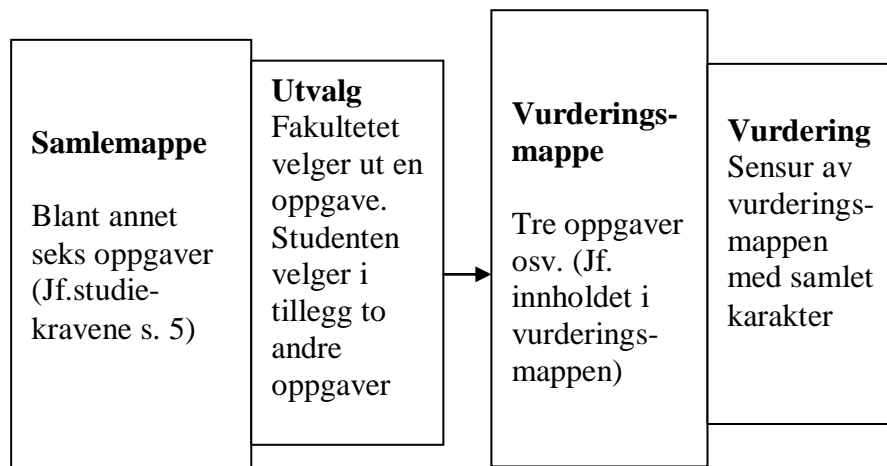 Samlemappe
Blant annet
seks oppgaver
(Jf.studie-
kravene s. 5)
Utvalg
Fakultetet
velger ut en
oppgave.
Studenten
velger i
tillegg to
andre
oppgaver
Vurderings-
mappe
Tre oppgaver
osv. (Jf.
innholdet i
vurderings-
mappen)
Vurdering
Sensur av
vurderings-
mappen
med samlet
karakter